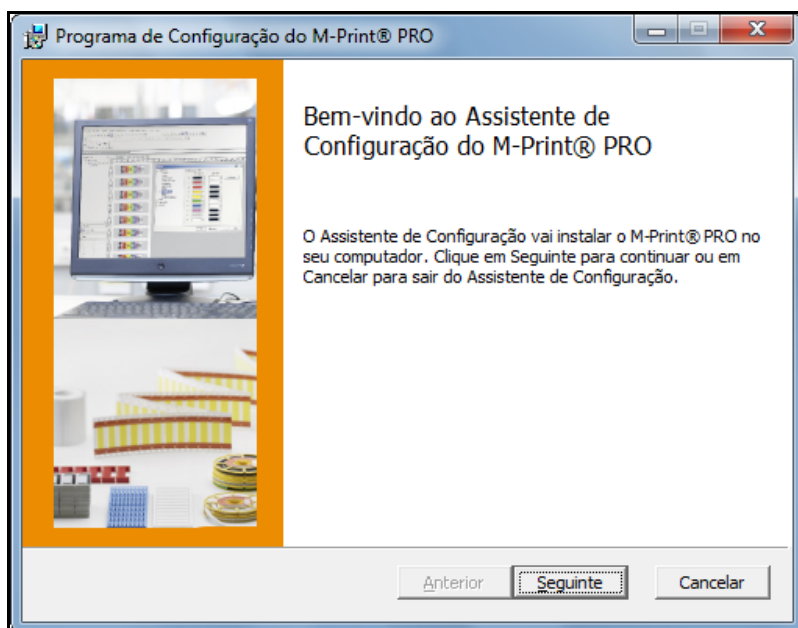 Programa de Configuração do M-Print® PRO
Bem-vindo ao Assistente de
Configuração do M-Print® PRO
O Assistente de Configuração vai instalar o M-Print® PRO no
seu computador. Clique em Seguinte para continuar ou em
Cancelar para sair do Assistente de Configuração.
Anterior
Seguinte
Cancelar